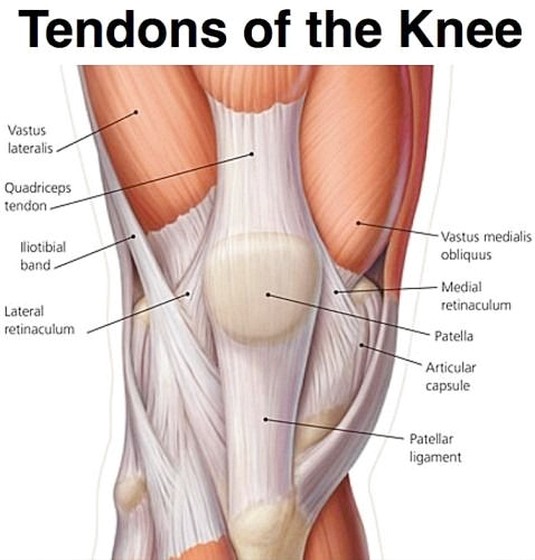 Tendons of the Knee
Vastus
lateralis
Quadriceps
tendon
Iliotibial
band
Lateral
retinaculum
Vastus medialis
obliquus
Medial
retinaculum
Patella
Articular
capsule
Patellar
ligament